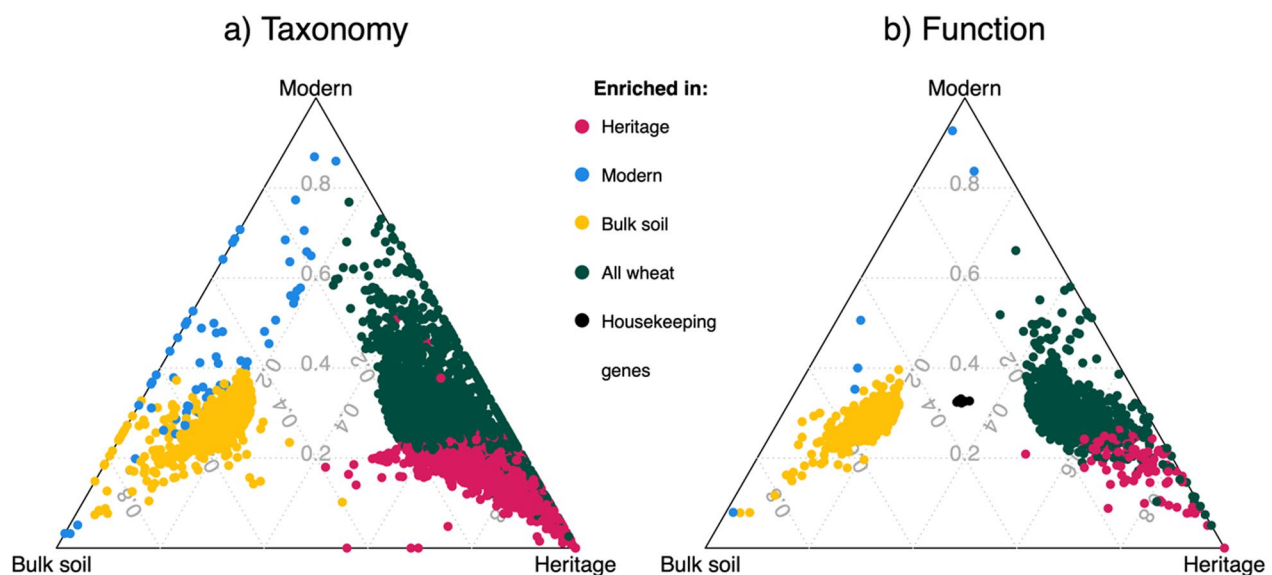 a) Taxonomy
b) Function
Modern
Enriched in:
Modern
Heritage
Modern
Bulk soil
All wheat
Housekeeping
genes
0.8
0.6
0.4
0.2
0.2
0.4
0.2
0.4
0.8
0.8
0.6
0.4
0.2
0.2
0.4
0.2
0.4
0.6
0.8
0.8
Bulk soil
Heritage
Bulk soil
Heritage